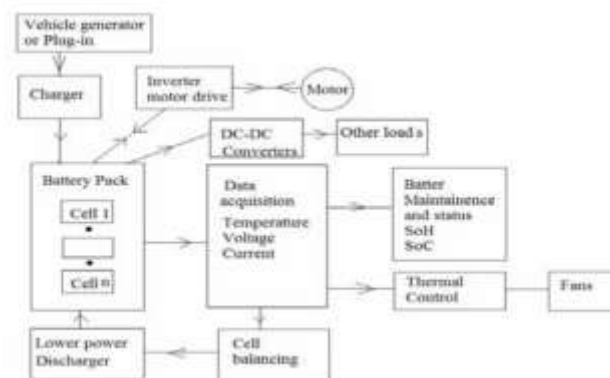 Vehicle generator
or Plug-in
Charger
Inverter
motor drive
Motor
DC-DC
Converters
Other loads
Battery Pack
Cell 1
Cell n
Data
acquisition
Temperature
Voltage
Current
Batter
Maintainence
and status
SoH
SoC
Thermal
Control
Fans
Lower power
Discharger
Cell
balancing